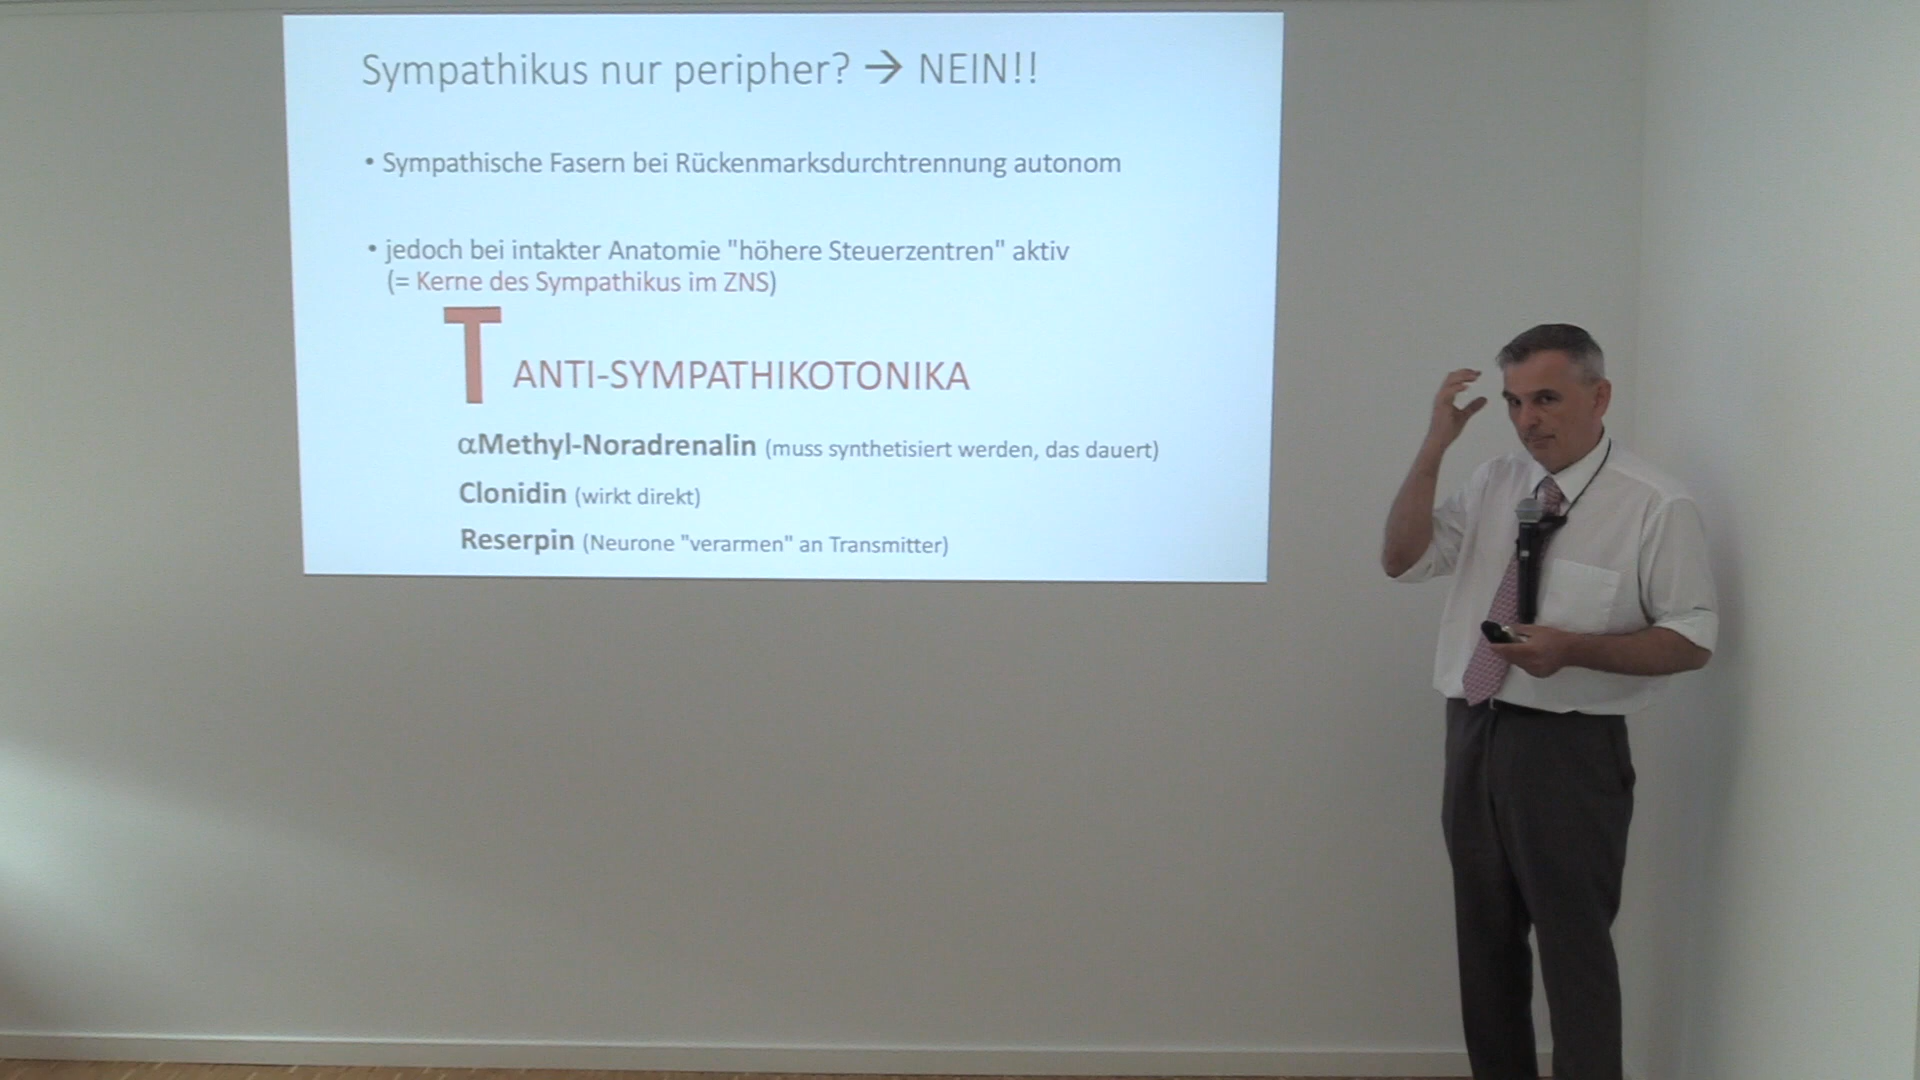 Sympathikus nur peripher? → NEIN!!
• Sympathische Fasern bei Rückenmarksdurchtrennung autonom
• jedoch bei intakter Anatomie "höhere Steuerzentren" aktiv
(= Kerne des Sympathikus im ZNS)
T ANTI-SYMPATHIKOTONIKA
αMethyl-Noradrenalin (muss synthetisiert werden, das dauert)
Clonidin (wirkt direkt)
Reserpin (Neurone "verarmen" an Transmitter)